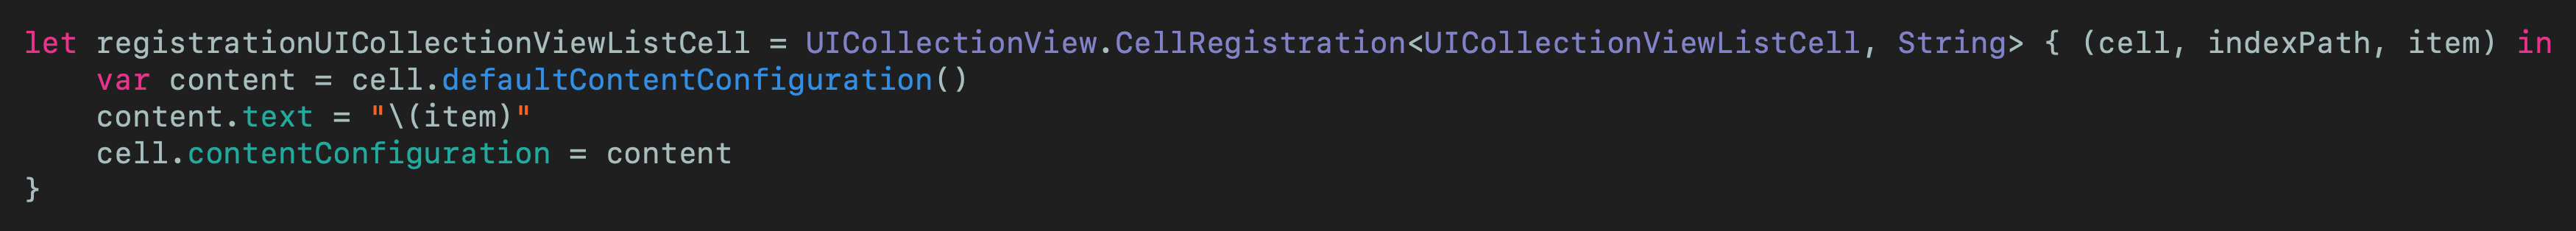 let registrationUICollectionViewListCell = UICollectionView.CellRegistration<UICollectionViewListCell, String> { (cell, indexPath, item) in
    var content = cell.defaultContentConfiguration()
    content.text = "\(item)"
    cell.contentConfiguration = content
}